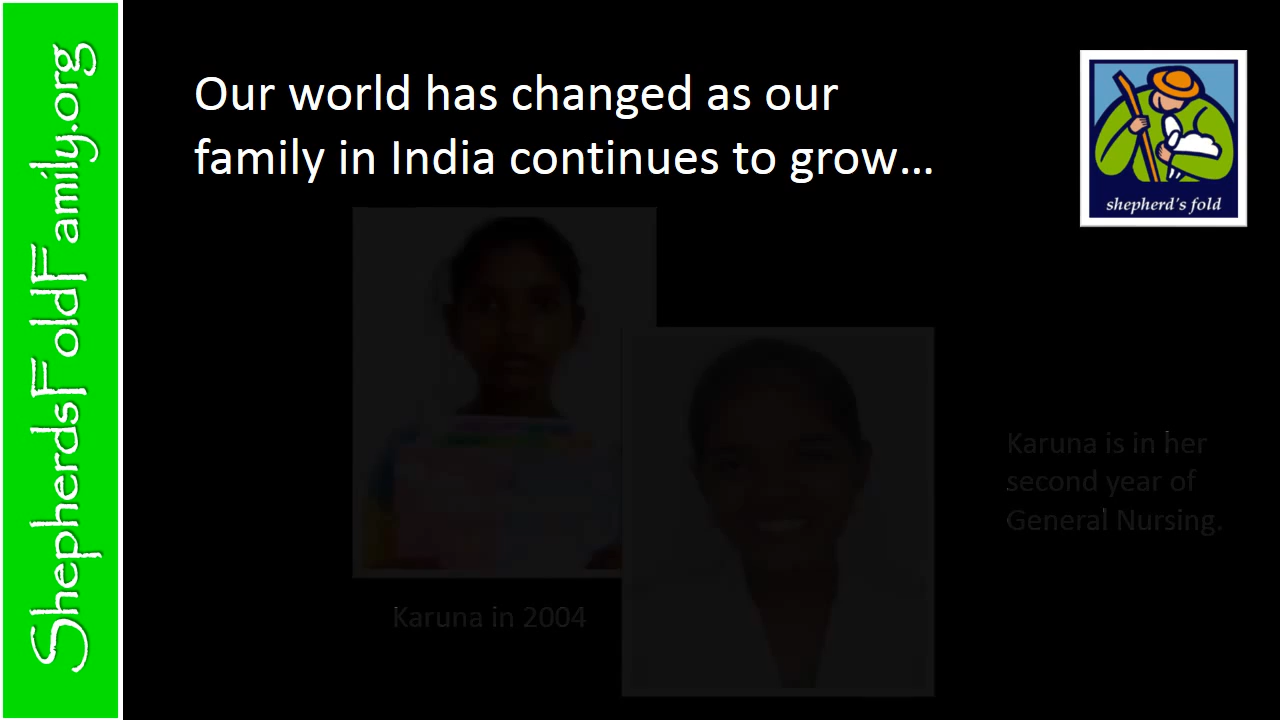 ShepherdsFoldFamily.org
Our world has changed as our
family in India continues to grow...
shepherd's fold
Karuna is in her
second year of
General Nursing.
Karuna in 2004